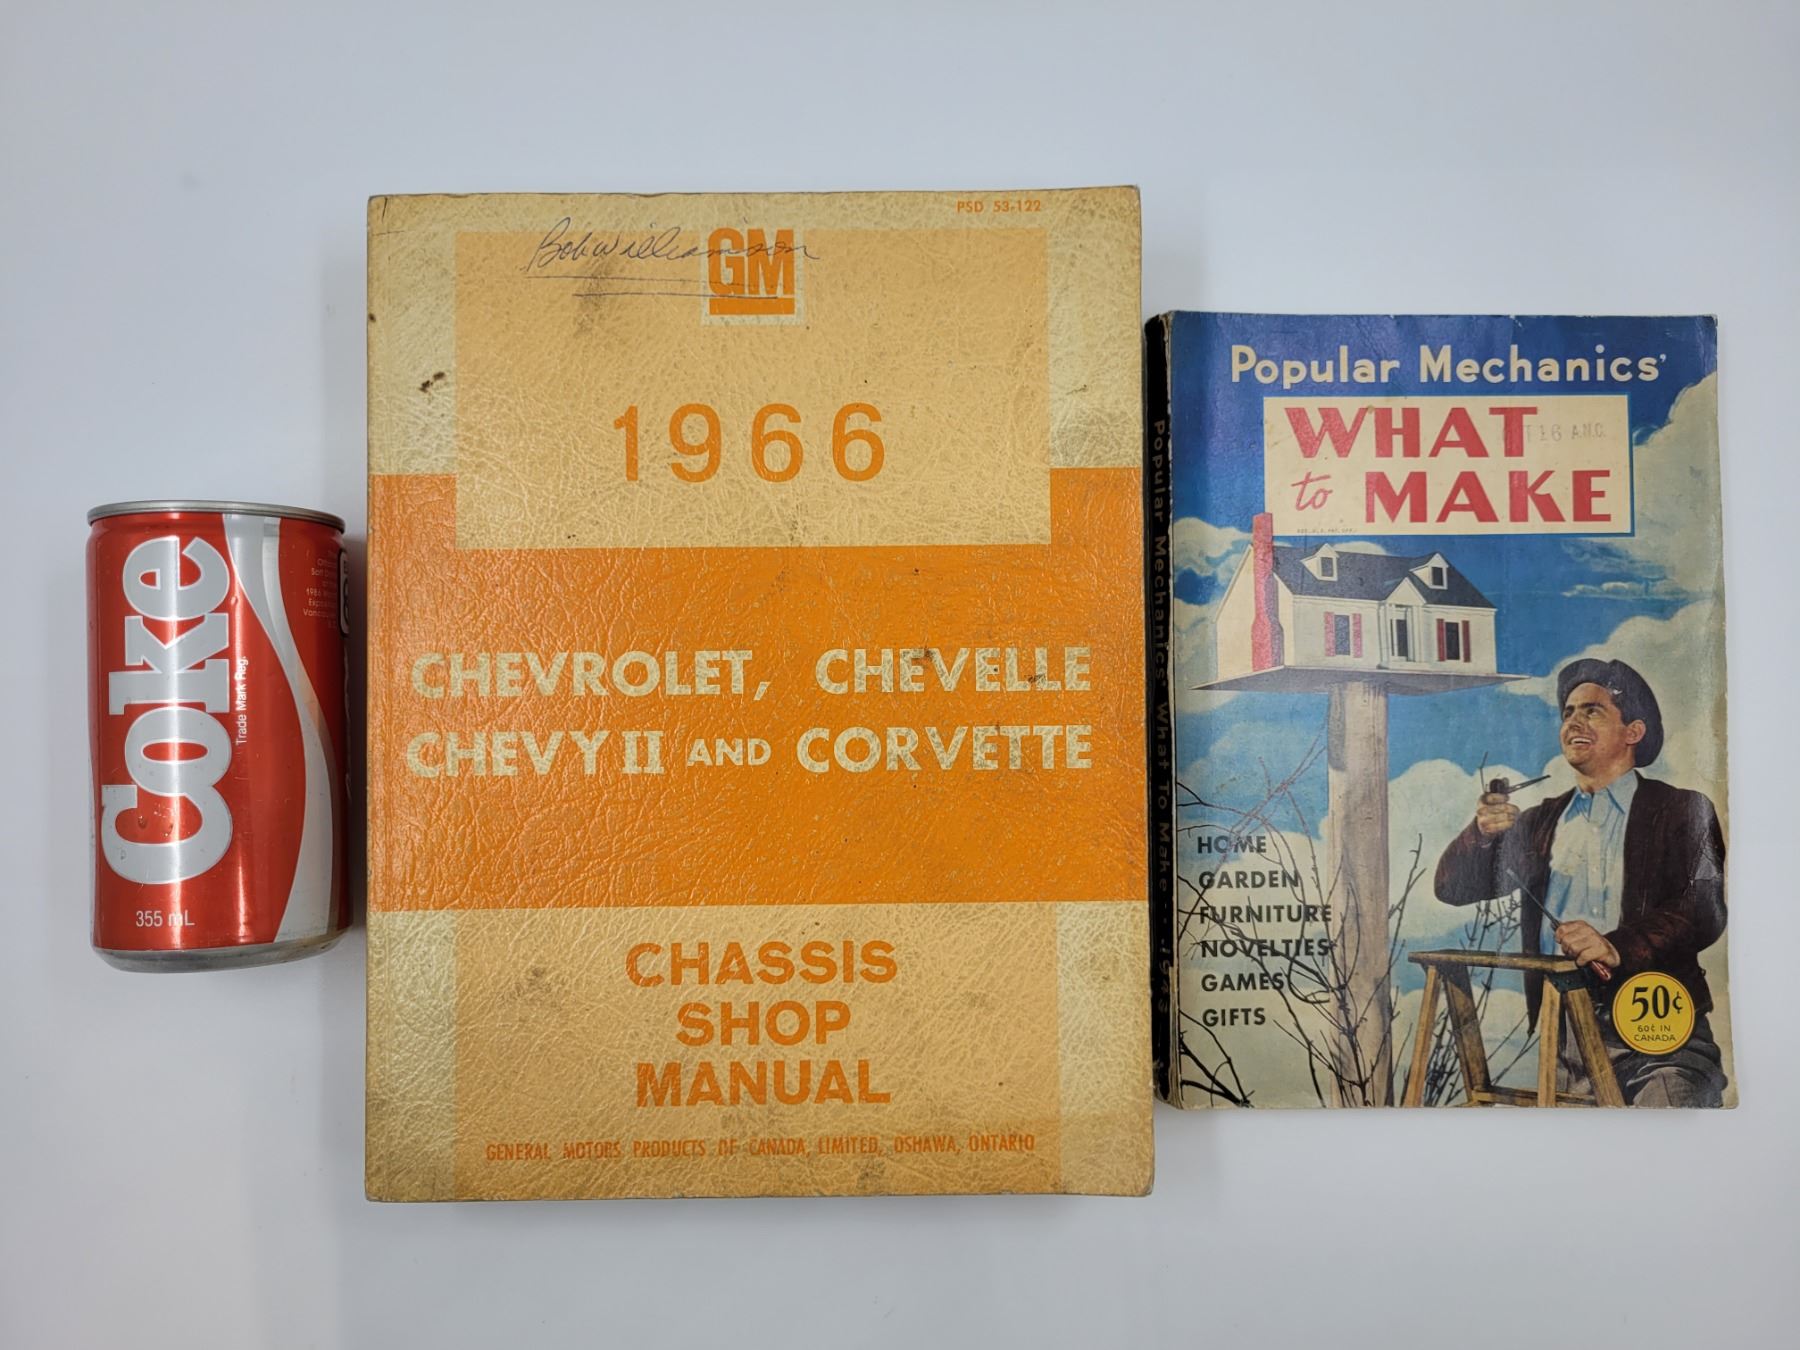 Coke
Trade Mark Reg.
355 mL
PSD 53-122
Bob Williamson
GM
1966
CHEVROLET, CHEVELLE
CHEVY II AND CORVETTE
CHASSIS
SHOP
MANUAL
GENERAL MOTORS PRODUCTS OF CANADA, LIMITED, OSHAWA, ONTARIO
Popular Mechanics What To Make
Popular Mechanics'
WHAT
to MAKE
HOME
GARDEN
FURNITURE
NOVELTIES
GAMES
GIFTS
50¢
60¢ IN
CANADA